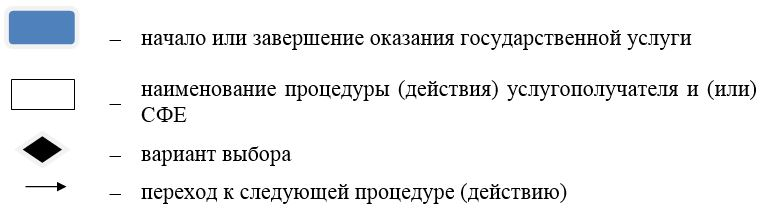 – начало или завершение оказания государственной услуги
– наименование процедуры (действия) услугополучателя и (или)
СФЕ
– вариант выбора
– переход к следующей процедуре (действию)